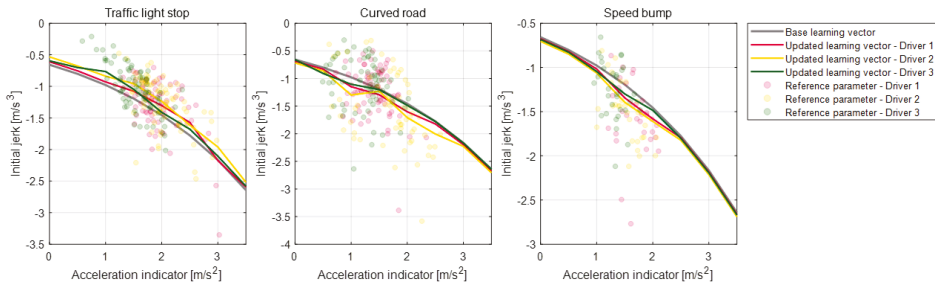 Traffic light stop
0
-0.5
-1
-1.5
-2
-2.5
-3
-3.5
0 1 2 3
Initial jerk [m/s³]
Acceleration indicator [m/s²]
Curved road
0
-0.5
-1
-1.5
-2
-2.5
-3
-3.5
-4
0 1 2 3
Initial jerk [m/s³]
Acceleration indicator [m/s²]
Speed bump
0
-0.5
-1
-1.5
-2
-2.5
-3
0 1 2 3
Initial jerk [m/s³]
Acceleration indicator [m/s²]
Base learning vector
Updated learning vector - Driver 1
Updated learning vector - Driver 2
Updated learning vector - Driver 3
Reference parameter - Driver 1
Reference parameter - Driver 2
Reference parameter - Driver 3